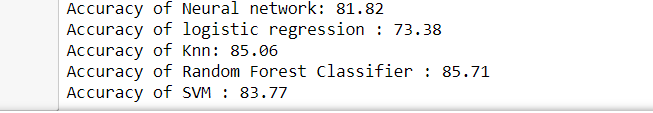 Accuracy of Neural network: 81.82
Accuracy of logistic regression : 73.38
Accuracy of Knn: 85.06
Accuracy of Random Forest Classifier : 85.71
Accuracy of SVM : 83.77